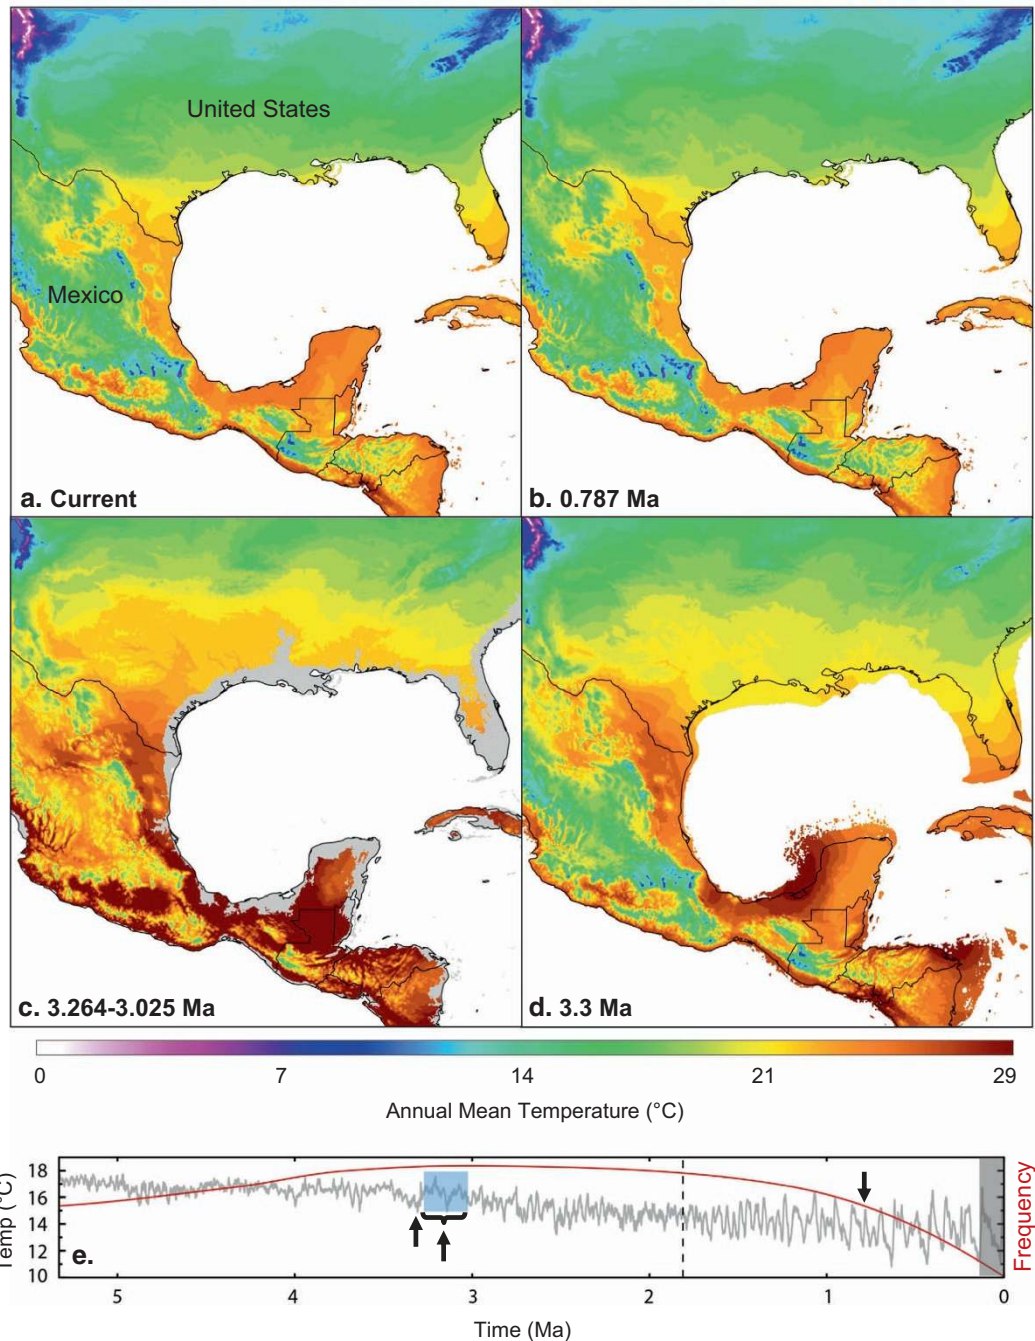 United States
Mexico
a. Current
b. 0.787 Ma
c. 3.264-3.025 Ma
d. 3.3 Ma
0 7 14 21 29
Annual Mean Temperature (°C)
Temp (°C)
18
16
14
12
10
e.
Frequency
5 4 3 2 1 0
Time (Ma)